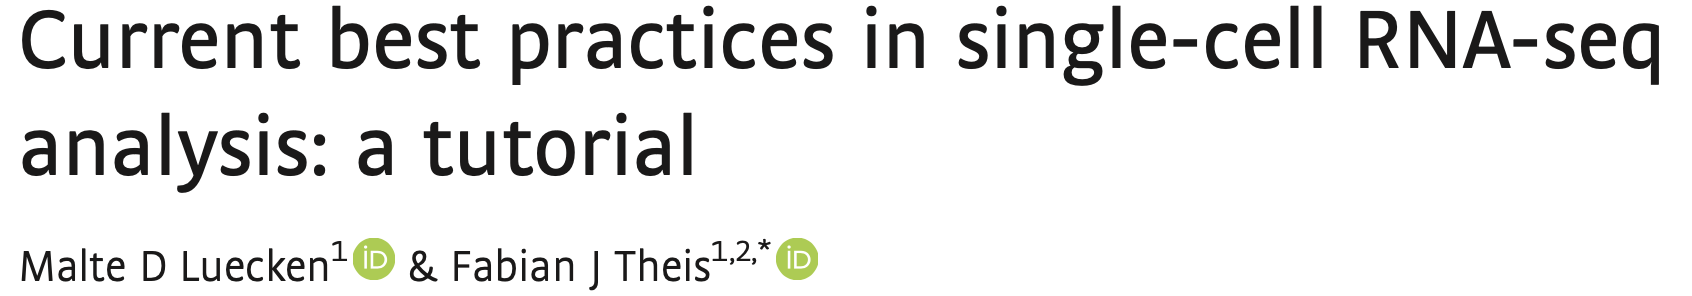 Current best practices in single-cell RNA-seq
analysis: a tutorial
Malte D Luecken1 iD & Fabian J Theis1,2,* iD